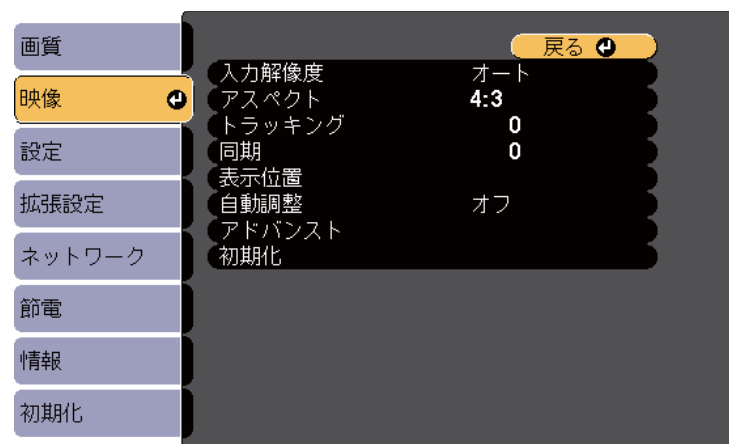 画質
映像
設定
拡張設定
ネットワーク
節電
情報
初期化
戻る
入力解像度 オート
アスペクト 4:3
トラッキング 0
同期 0
表示位置
自動調整 オフ
アドバンスト
初期化